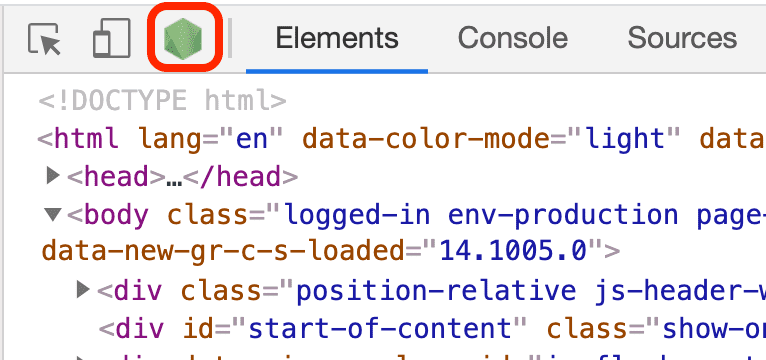 Elements Console Sources
<!DOCTYPE html>
<html lang="en" data-color-mode="light" data
<head>…</head>
<body class="logged-in env-production page-
data-new-gr-c-s-loaded="14.1005.0">
<div class="position-relative js-header-w
<div id="start-of-content" class="show-on